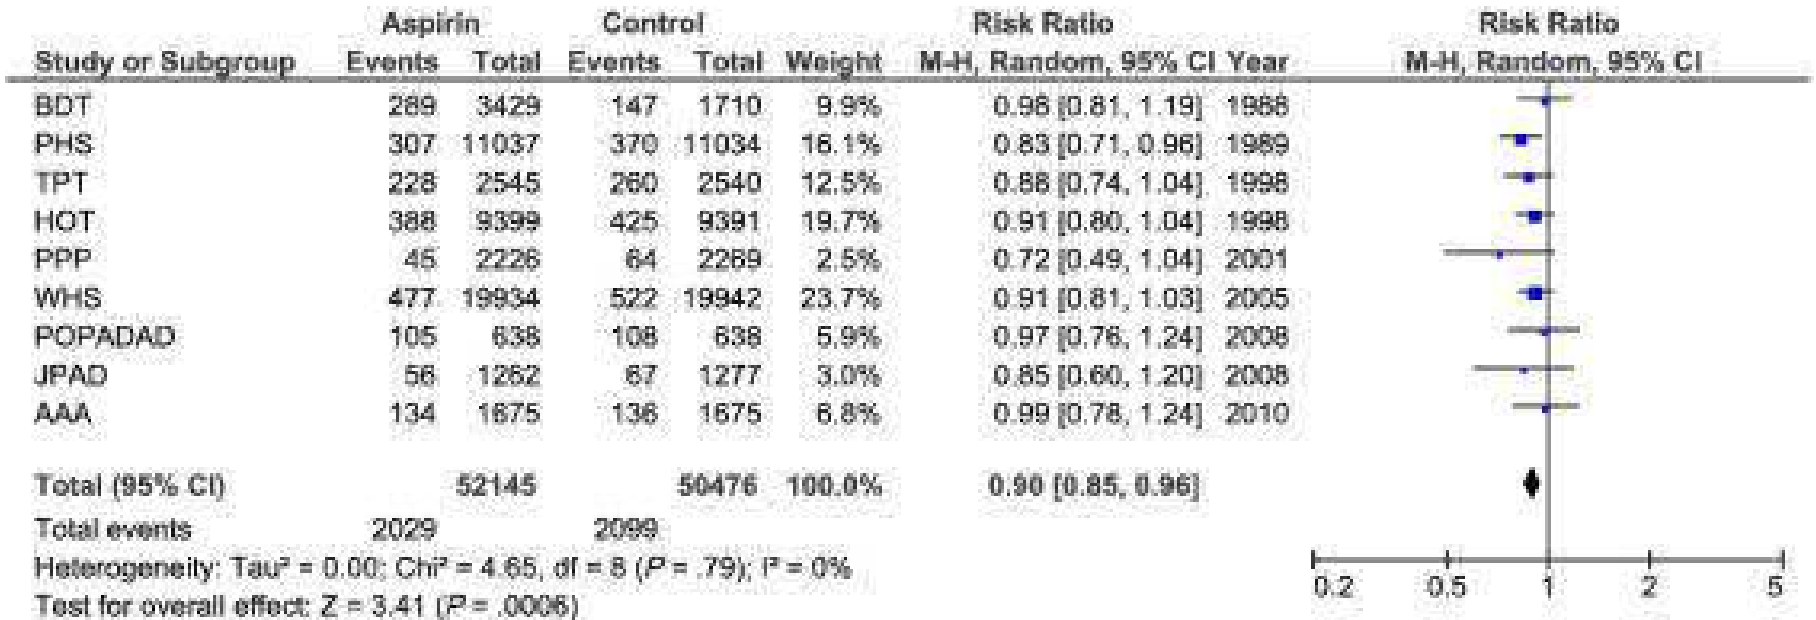 Aspirin Control Risk Ratio Risk Ratio
Study or Subgroup Events Total Events Total Weight M-H, Random, 95% CI Year M-H, Random, 95% CI
BDT 289 3429 147 1710 9.9% 0.98 [0.81, 1.19] 1988
PHS 307 11037 370 11034 16.1% 0.83 [0.71, 0.96] 1989
TPT 228 2545 260 2540 12.5% 0.88 [0.74, 1.04] 1998
HOT 388 9399 425 9391 19.7% 0.91 [0.80, 1.04] 1998
PPP 45 2226 64 2269 2.5% 0.72 [0.49, 1.04] 2001
WHS 477 19934 522 19942 23.7% 0.91 [0.81, 1.03] 2005
POPADAD 105 638 108 638 5.9% 0.97 [0.76, 1.24] 2008
JPAD 56 1262 67 1277 3.0% 0.85 [0.60, 1.20] 2008
AAA 134 1675 136 1675 6.8% 0.99 [0.78, 1.24] 2010
Total (95% CI) 52145 50476 100.0% 0.90 [0.85, 0.96]
Total events 2029 2099
Heterogeneity: Tau² = 0.00; Chi² = 4.65, df = 8 (P = .79); I² = 0%
Test for overall effect: Z = 3.41 (P = .0006)
0.2 0.5 1 2 5